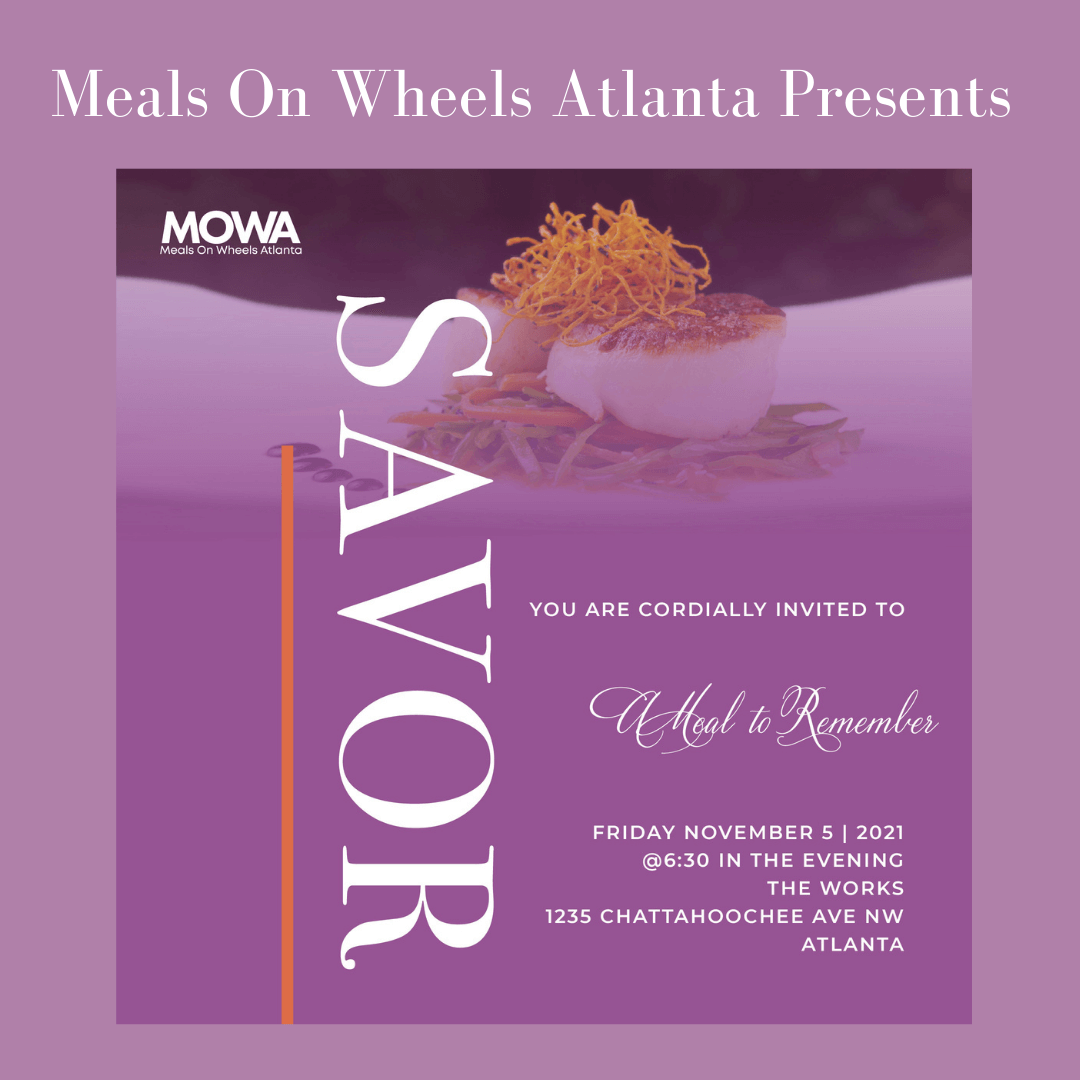 Meals On Wheels Atlanta Presents
MOWA
Meals On Wheels Atlanta
SAVOR
YOU ARE CORDIALLY INVITED TO
A Meal to Remember
FRIDAY NOVEMBER 5 | 2021
@6:30 IN THE EVENING
THE WORKS
1235 CHATTAHOOCHEE AVE NW
ATLANTA